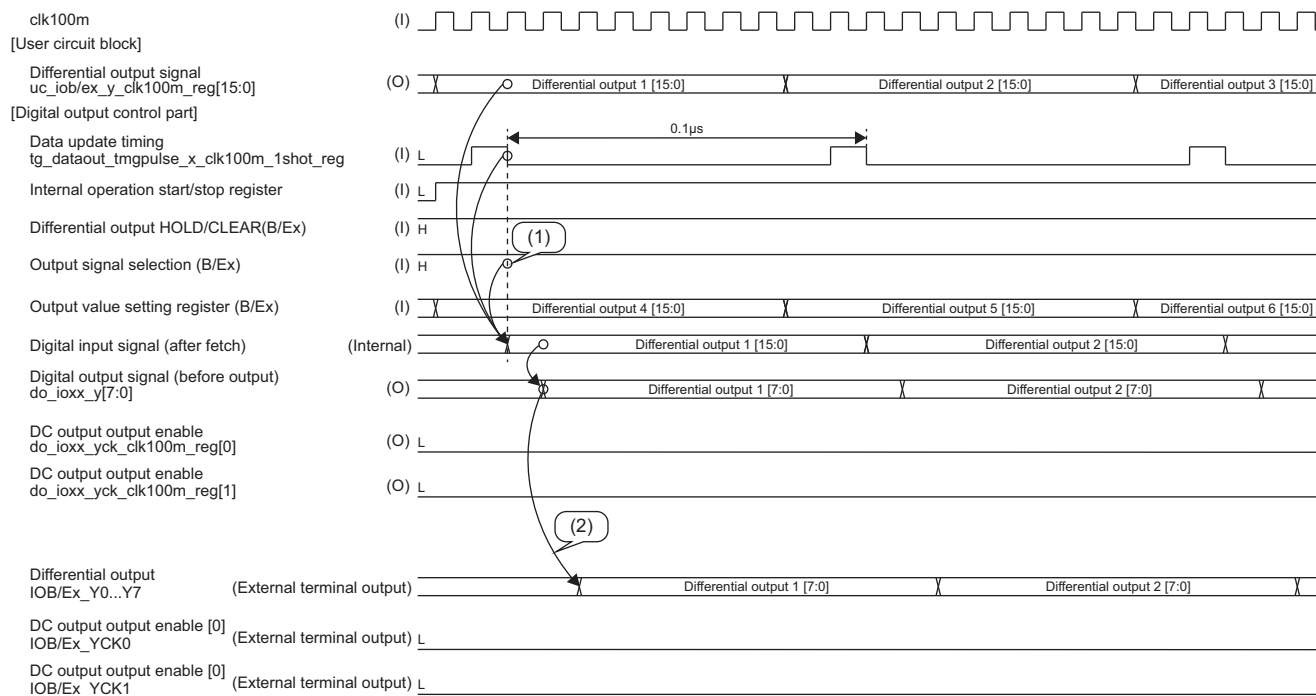 clk100m (I)
[User circuit block]
Differential output signal
uc_iob/ex_y_clk100m_reg[15:0] (O) Differential output 1 [15:0] Differential output 2 [15:0] Differential output 3 [15:0]
[Digital output control part]
Data update timing 0.1μs
tg_dataout_tmgpulse_x_clk100m_1shot_reg (I) L
Internal operation start/stop register (I) L
Differential output HOLD/CLEAR(B/Ex) (I) H
(1)
Output signal selection (B/Ex) (I) H
Output value setting register (B/Ex) (I) Differential output 4 [15:0] Differential output 5 [15:0] Differential output 6 [15:0]
Digital input signal (after fetch) (Internal) Differential output 1 [15:0] Differential output 2 [15:0]
Digital output signal (before output)
do_ioxx_y[7:0] (O) Differential output 1 [7:0] Differential output 2 [7:0]
DC output output enable
do_ioxx_yck_clk100m_reg[0] (O) L
DC output output enable
do_ioxx_yck_clk100m_reg[1] (O) L
(2)
Differential output
IOB/Ex_Y0...Y7 (External terminal output) Differential output 1 [7:0] Differential output 2 [7:0]
DC output output enable [0]
IOB/Ex_YCK0 (External terminal output) L
DC output output enable [0]
IOB/Ex_YCK1 (External terminal output) L